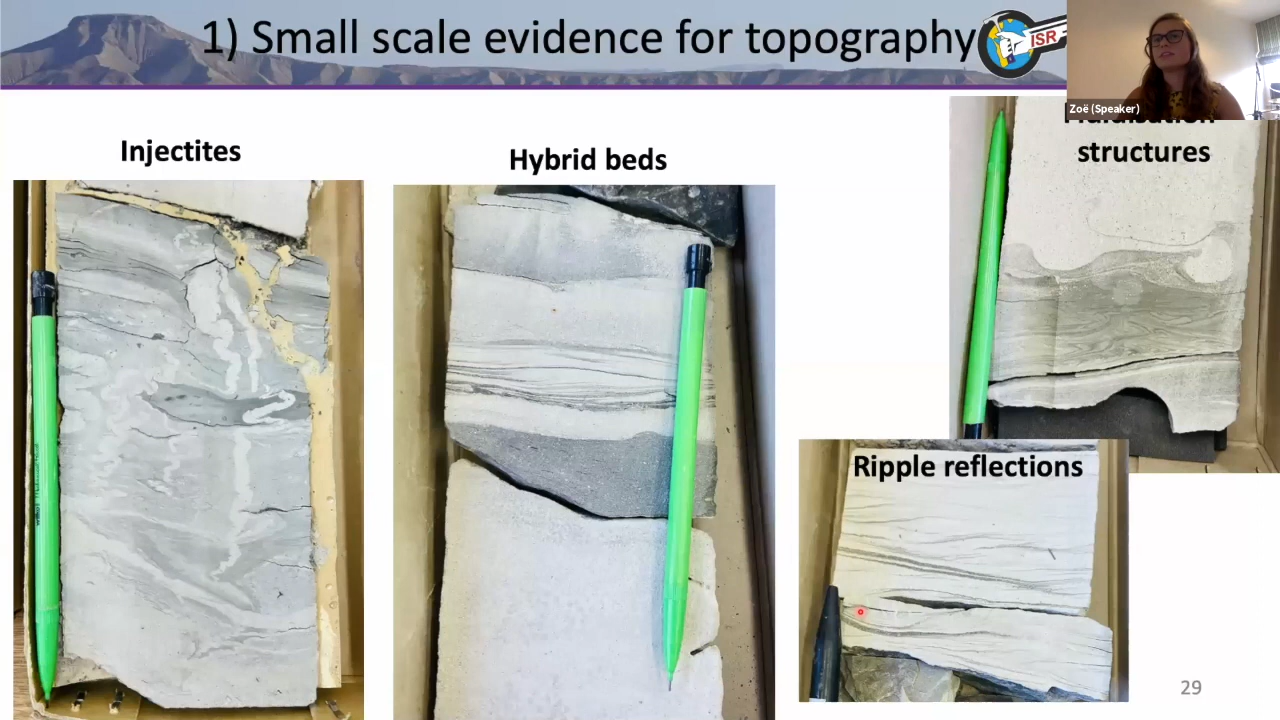 1) Small scale evidence for topography
ISR
Zoë (Speaker)
Injectites
Hybrid beds
structures
Ripple reflections
29